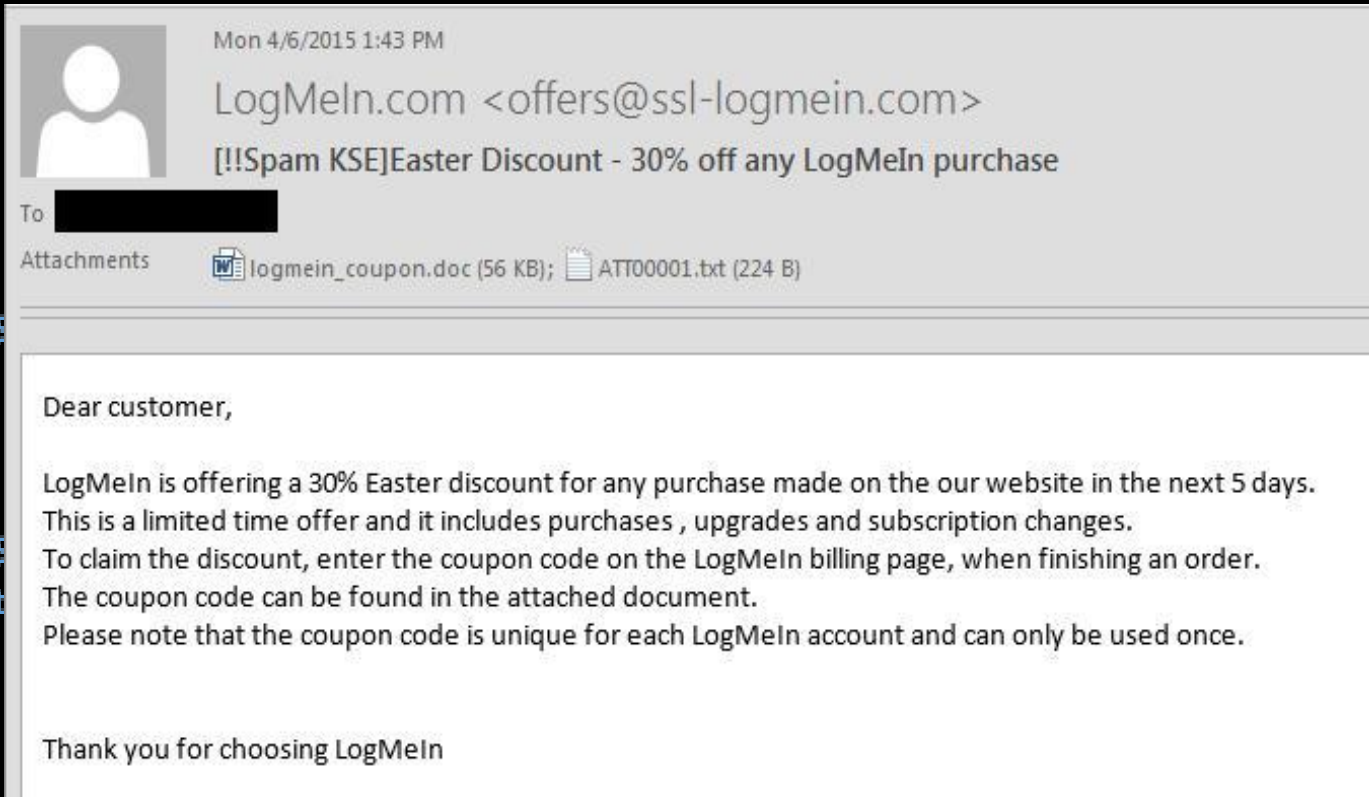 Mon 4/6/2015 1:43 PM
LogMeIn.com <offers@ssl-logmein.com>
[!!Spam KSE]Easter Discount - 30% off any LogMeIn purchase
To
Attachments logmein_coupon.doc (56 KB); ATT00001.txt (224 B)
Dear customer,
LogMeIn is offering a 30% Easter discount for any purchase made on the our website in the next 5 days.
This is a limited time offer and it includes purchases , upgrades and subscription changes.
To claim the discount, enter the coupon code on the LogMeIn billing page, when finishing an order.
The coupon code can be found in the attached document.
Please note that the coupon code is unique for each LogMeIn account and can only be used once.
Thank you for choosing LogMeIn